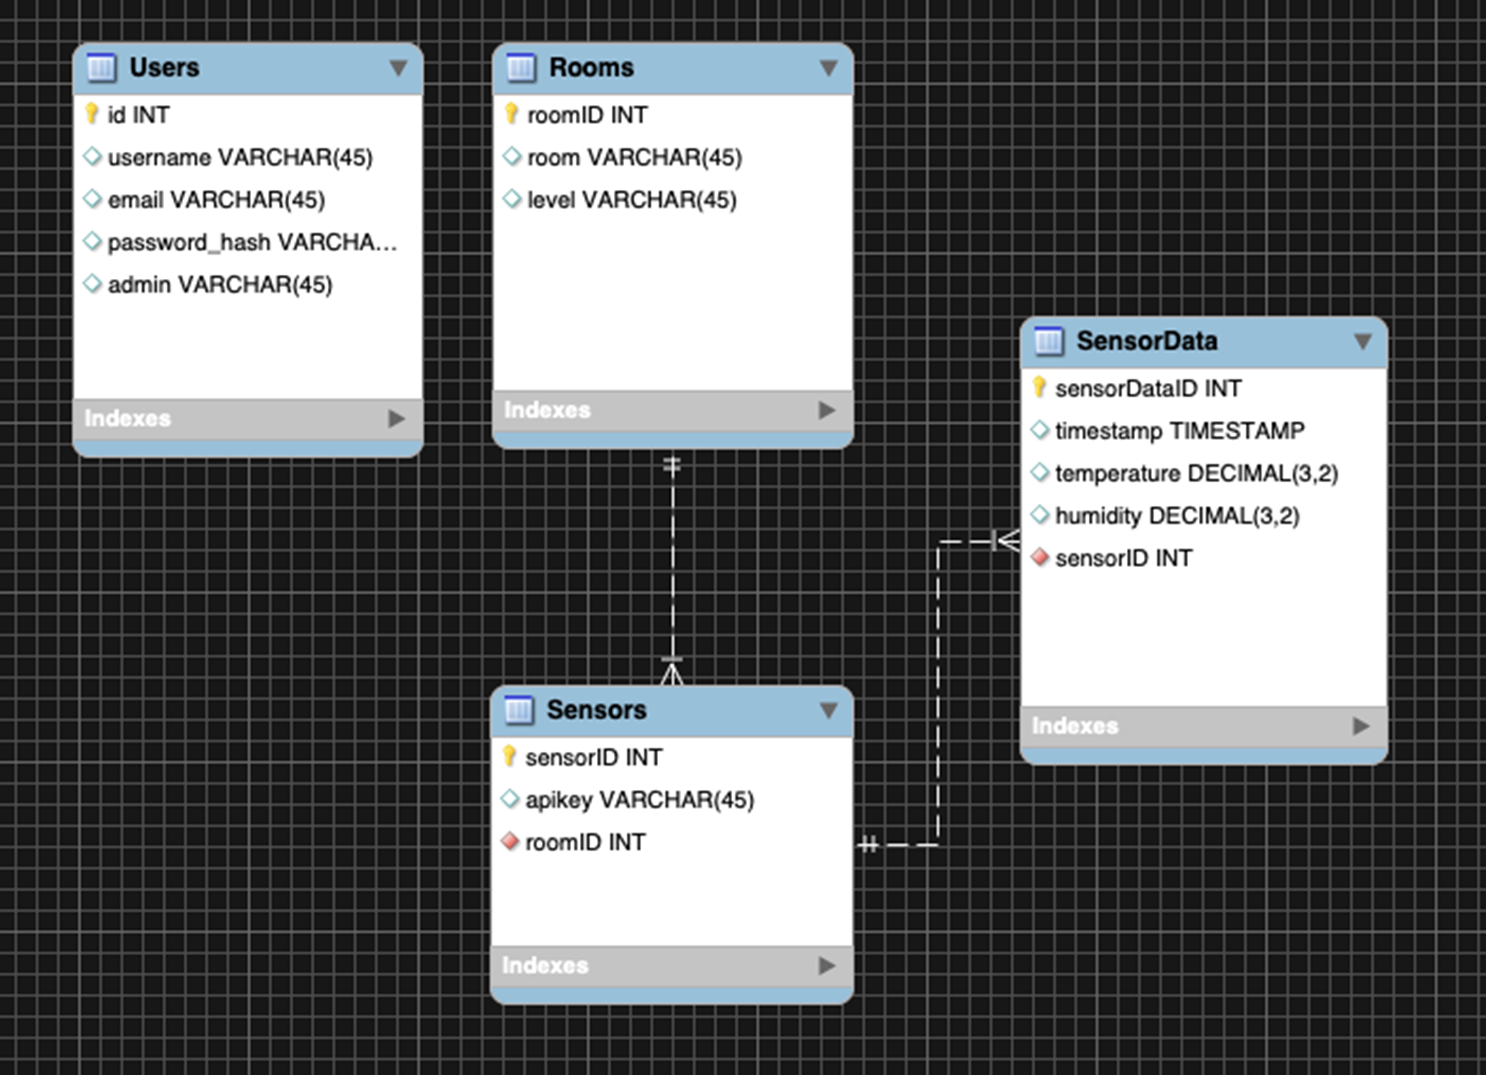 Users
id INT
username VARCHAR(45)
email VARCHAR(45)
password_hash VARCHA...
admin VARCHAR(45)
Indexes
Rooms
roomID INT
room VARCHAR(45)
level VARCHAR(45)
Indexes
SensorData
sensorDataID INT
timestamp TIMESTAMP
temperature DECIMAL(3,2)
humidity DECIMAL(3,2)
sensorID INT
Indexes
Sensors
sensorID INT
apikey VARCHAR(45)
roomID INT
Indexes